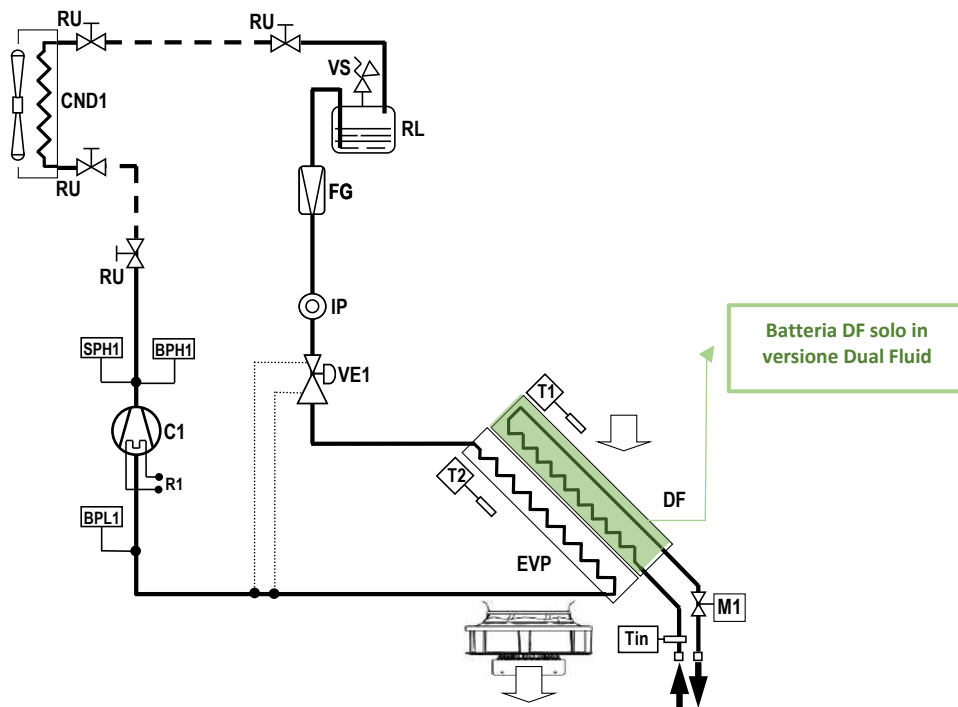 RU
RU
VS
CND1
RL
RU
FG
RU
IP
Batteria DF solo in
versione Dual Fluid
SPH1
BPH1
VE1
T1
C1
T2
R1
DF
BPL1
EVP
M1
Tin